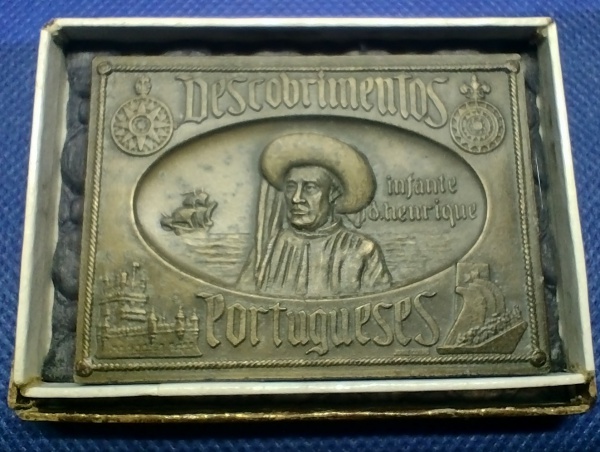 Descobrimentos
infante
d.henrique
Portugueses